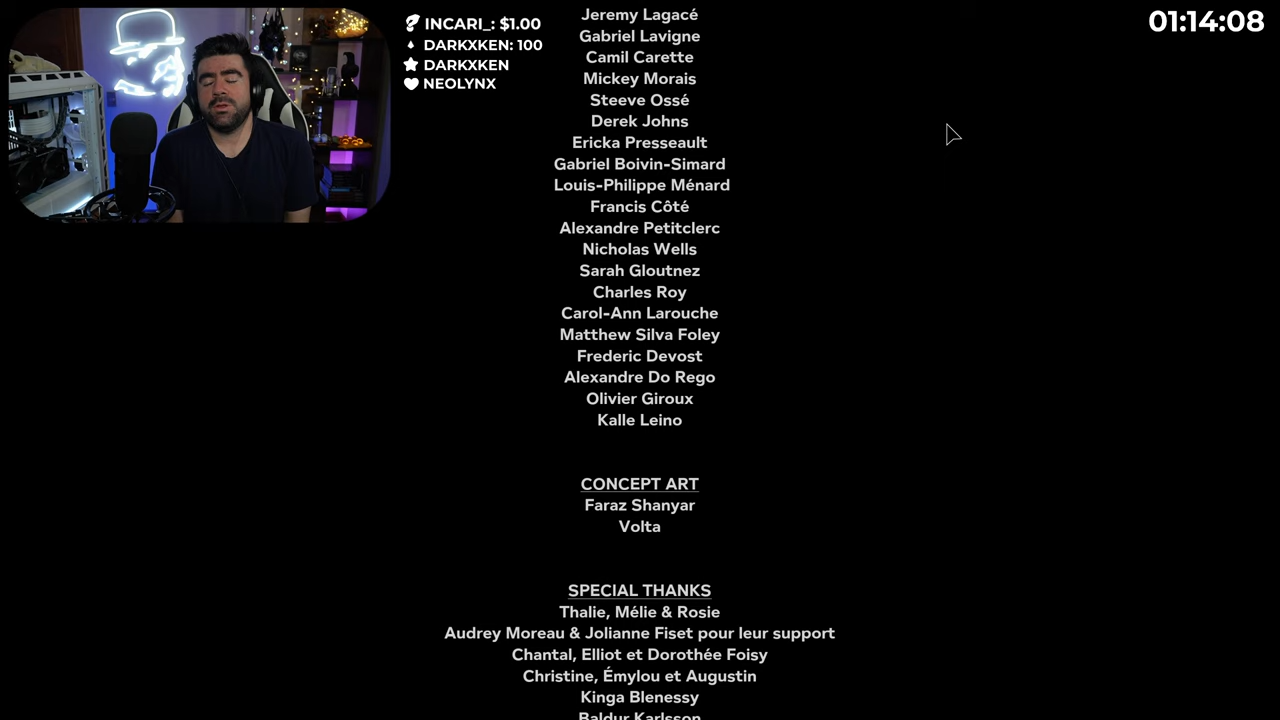 INCARI_: $1.00
DARKXKEN: 100
DARKXKEN
NEOLYNX
01:14:08
Jeremy Lagacé
Gabriel Lavigne
Camil Carette
Mickey Morais
Steeve Ossé
Derek Johns
Ericka Presseault
Gabriel Boivin-Simard
Louis-Philippe Ménard
Francis Côté
Alexandre Petitclerc
Nicholas Wells
Sarah Gloutnez
Charles Roy
Carol-Ann Larouche
Matthew Silva Foley
Frederic Devost
Alexandre Do Rego
Olivier Giroux
Kalle Leino
CONCEPT ART
Faraz Shanyar
Volta
SPECIAL THANKS
Thalie, Mélie & Rosie
Audrey Moreau & Jolianne Fiset pour leur support
Chantal, Elliot et Dorothée Foisy
Christine, Émylou et Augustin
Kinga Blenessy
Baldur Karlsson